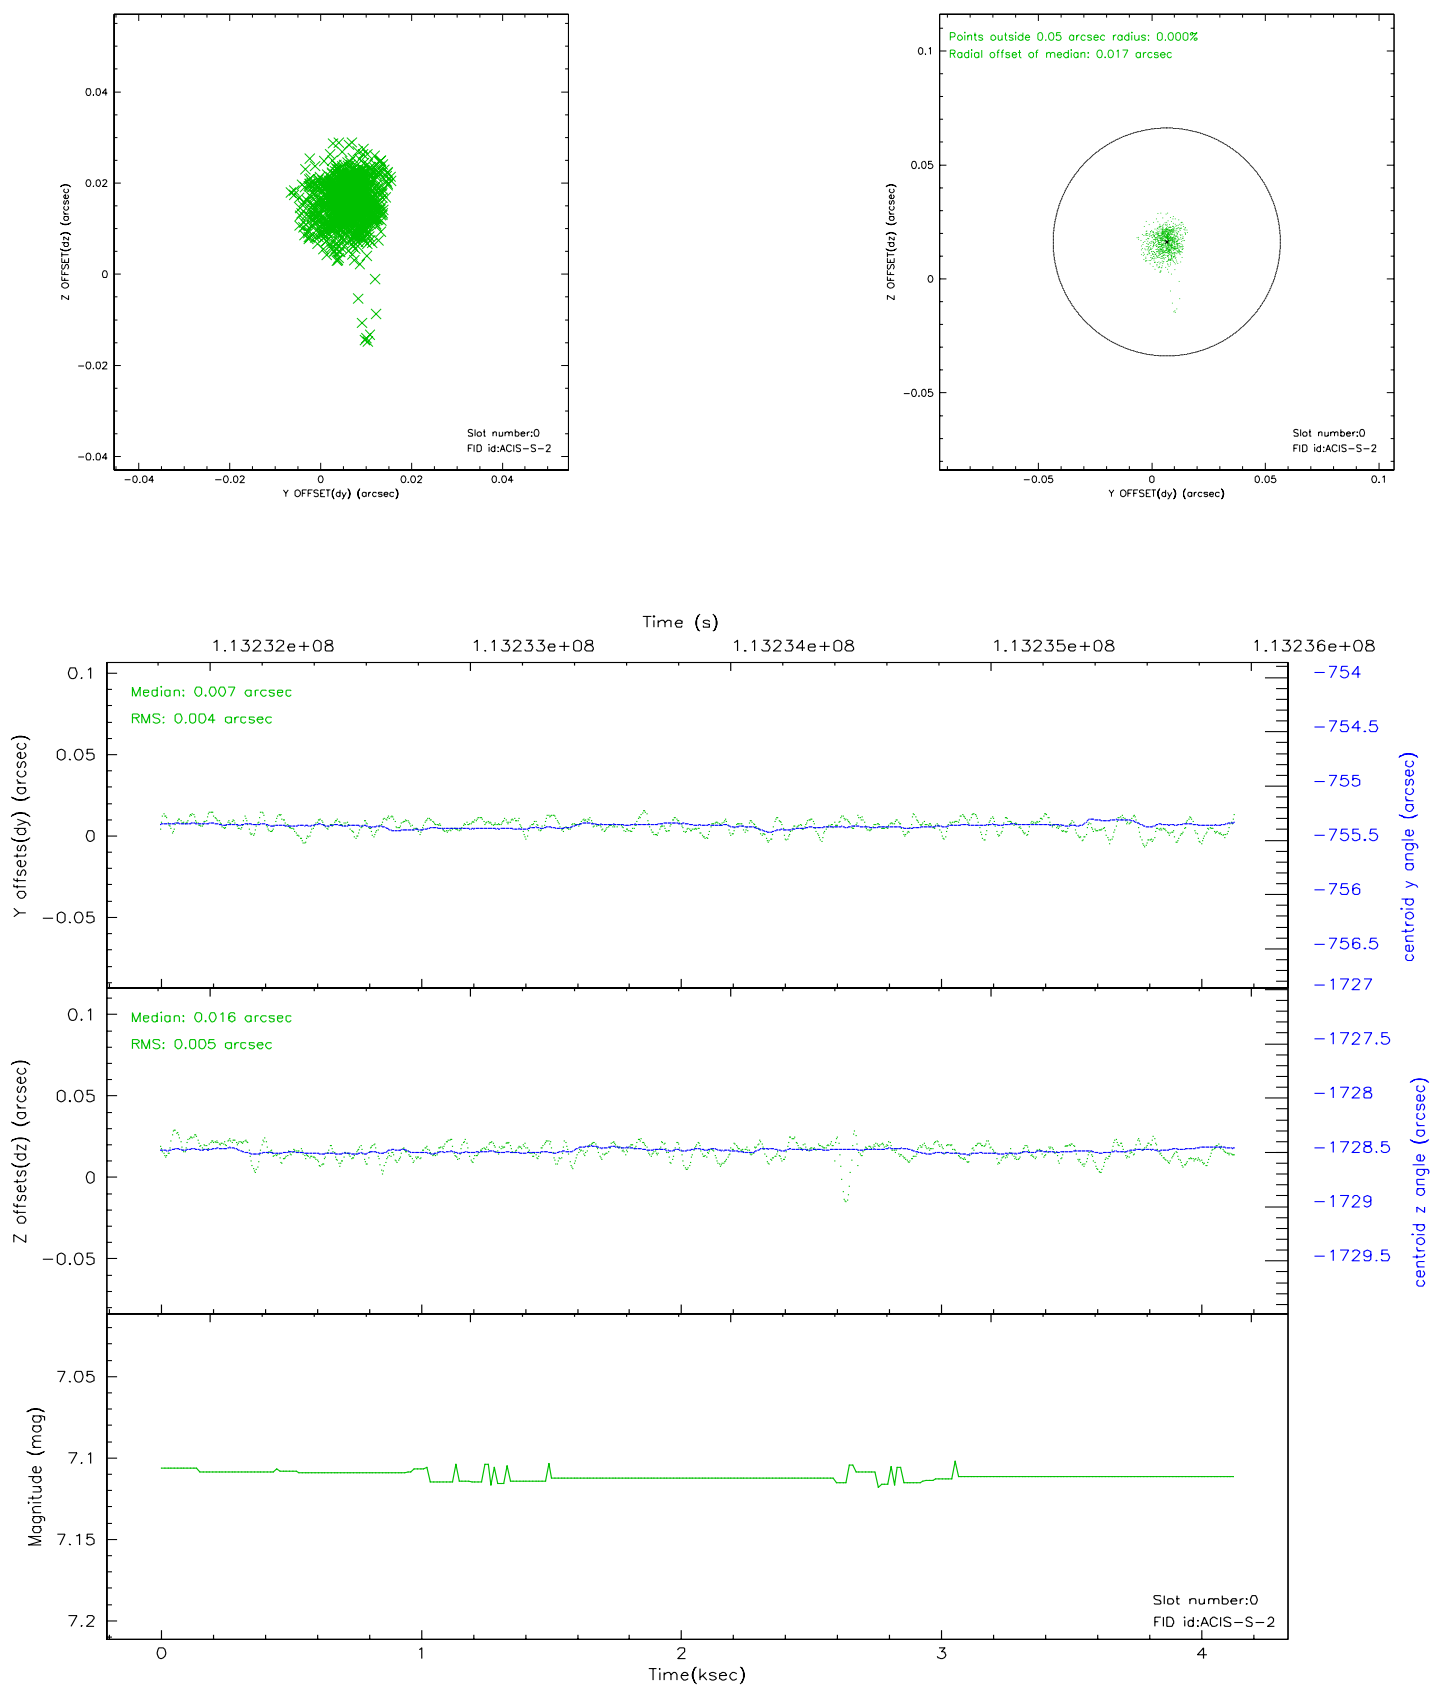 0.04
0.02
0
-0.02
-0.04
Z OFFSET(dz) (arcsec)
Slot number:0
FID id:ACIS-S-2
-0.04
-0.02
0
0.02
0.04
Y OFFSET(dy) (arcsec)
Points outside 0.05 arcsec radius: 0.000%
Radial offset of median: 0.017 arcsec
0.1
0.05
0
-0.05
Z OFFSET(dz) (arcsec)
Slot number:0
FID id:ACIS-S-2
-0.05
0
0.05
0.1
Y OFFSET(dy) (arcsec)
Time (s)
1.13232e+08
1.13233e+08
1.13234e+08
1.13235e+08
1.13236e+08
Median: 0.007 arcsec
RMS: 0.004 arcsec
0.1
0.05
0
-0.05
Y offsets(dy) (arcsec)
-754
-754.5
-755
-755.5
-756
-756.5
centroid y angle (arcsec)
Median: 0.016 arcsec
RMS: 0.005 arcsec
0.1
0.05
0
-0.05
Z offsets(dz) (arcsec)
-1727
-1727.5
-1728
-1728.5
-1729
-1729.5
centroid z angle (arcsec)
7.05
7.1
7.15
7.2
Magnitude (mag)
Slot number:0
FID id:ACIS-S-2
0
1
2
3
4
Time(ksec)